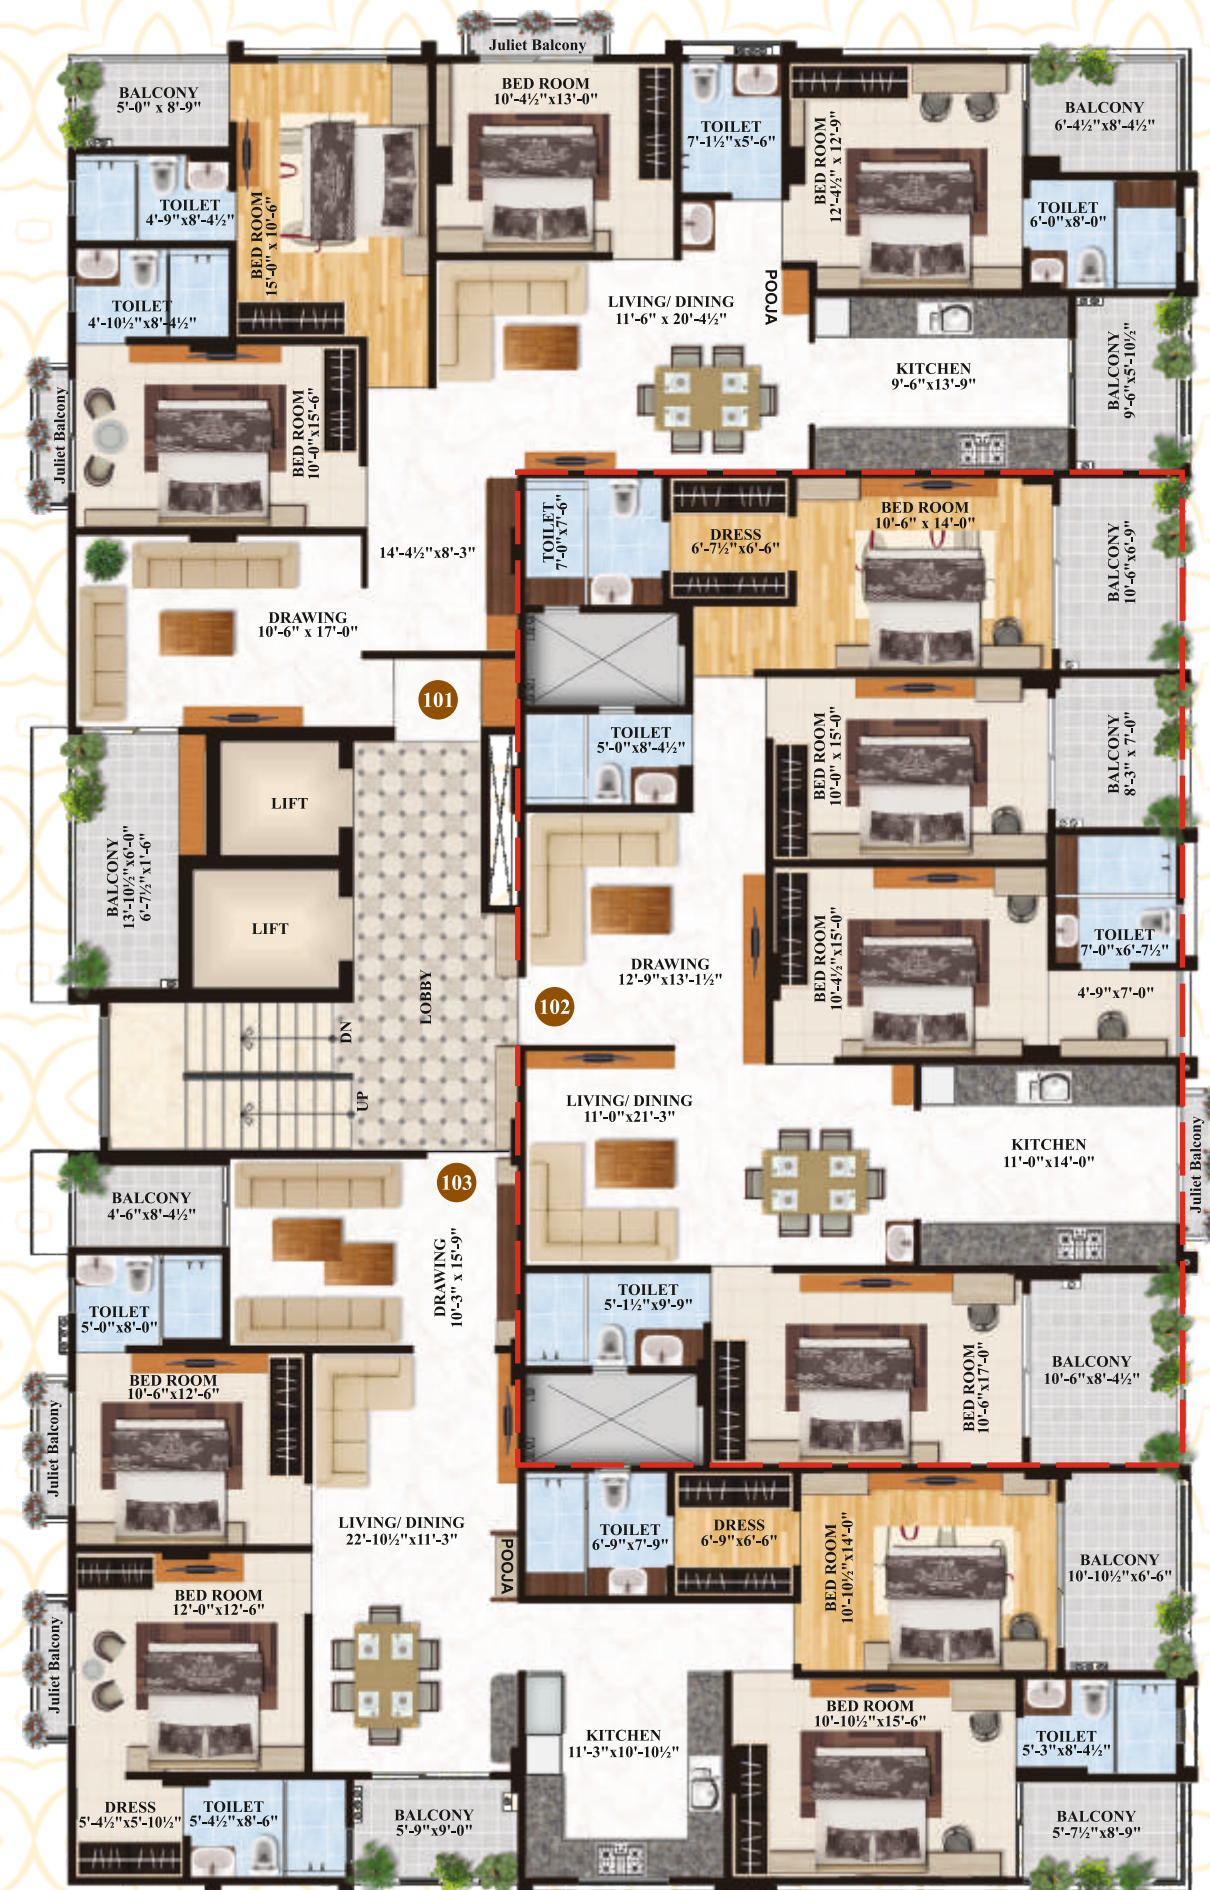 Juliet Balcony
BALCONY
5'-0" x 8'-9"
BED ROOM
10'-4½"x13'-0"
TOILET
7'-1½"x5'-6"
BED ROOM
12'-4½" x 12'-9"
BALCONY
6'-4½"x8'-4½"
TOILET
4'-9"x8'-4½"
BED ROOM
15'-0" x 10'-6"
TOILET
6'-0"x8'-0"
TOILET
4'-10½"x8'-4½"
LIVING/ DINING
11'-6" x 20'-4½"
POOJA
KITCHEN
9'-6"x13'-9"
BALCONY
9'-6"x5'-10½"
Juliet Balcony
BED ROOM
10'-0"x15'-6"
14'-4½"x8'-3"
TOILET
7'-0"x7'-6"
DRESS
6'-7½"x6'-6"
BED ROOM
10'-6" x 14'-0"
BALCONY
10'-6"x6'-9"
DRAWING
10'-6" x 17'-0"
101
TOILET
5'-0"x8'-4½"
BED ROOM
10'-0" x 15'-0"
BALCONY
8'-3" x 7'-0"
LIFT
BALCONY
13'-10½"x6'-0"
6'-7½"x1'-6"
LIFT
LOBBY
DRAWING
12'-9"x13'-1½"
102
BED ROOM
10'-4½"x15'-0"
TOILET
7'-0"x6'-7½"
4'-9"x7'-0"
DN
UP
LIVING/ DINING
11'-0"x21'-3"
KITCHEN
11'-0"x14'-0"
Juliet Balcony
103
BALCONY
4'-6"x8'-4½"
DRAWING
10'-3" x 15'-9"
TOILET
5'-0"x8'-0"
TOILET
5'-1½"x9'-9"
BED ROOM
10'-6"x17'-0"
BALCONY
10'-6"x8'-4½"
BED ROOM
10'-6"x12'-6"
Juliet Balcony
LIVING/ DINING
22'-10½"x11'-3"
POOJA
TOILET
6'-9"x7'-9"
DRESS
6'-9"x6'-6"
BED ROOM
10'-10½"x14'-0"
BALCONY
10'-10½"x6'-6"
BED ROOM
12'-0"x12'-6"
Juliet Balcony
KITCHEN
11'-3"x10'-10½"
BED ROOM
10'-10½"x15'-6"
TOILET
5'-3"x8'-4½"
DRESS
5'-4½"x5'-10½"
TOILET
5'-4½"x8'-6"
BALCONY
5'-9"x9'-0"
BALCONY
5'-7½"x8'-9"